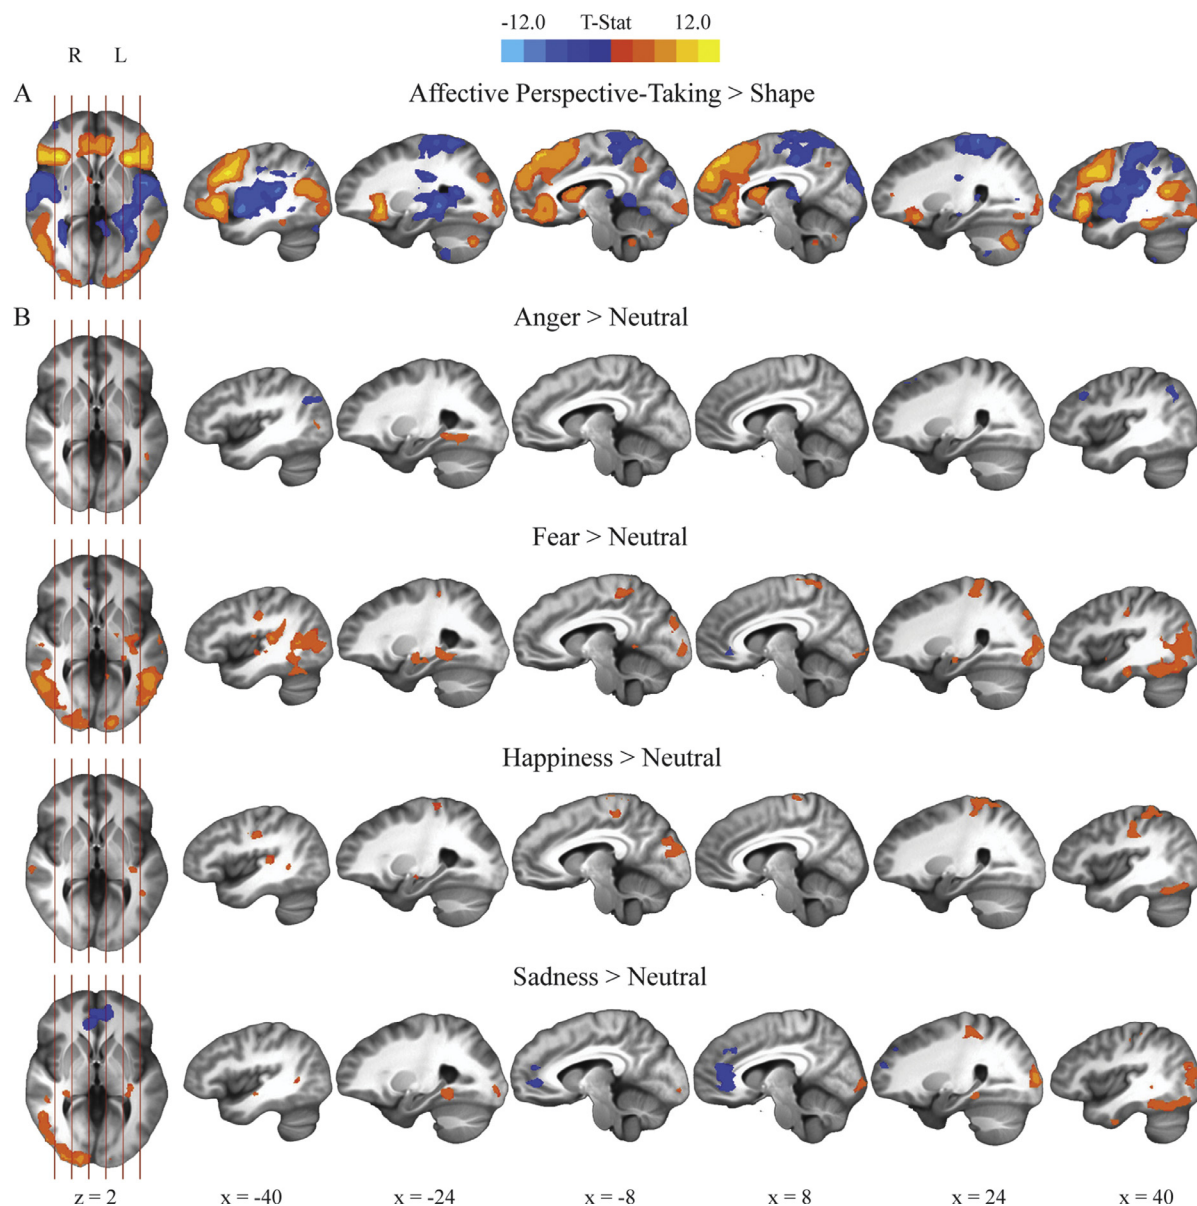 -12.0 T-Stat 12.0
R L
A Affective Perspective-Taking > Shape
B Anger > Neutral
Fear > Neutral
Happiness > Neutral
Sadness > Neutral
z = 2 x = -40 x = -24 x = -8 x = 8 x = 24 x = 40